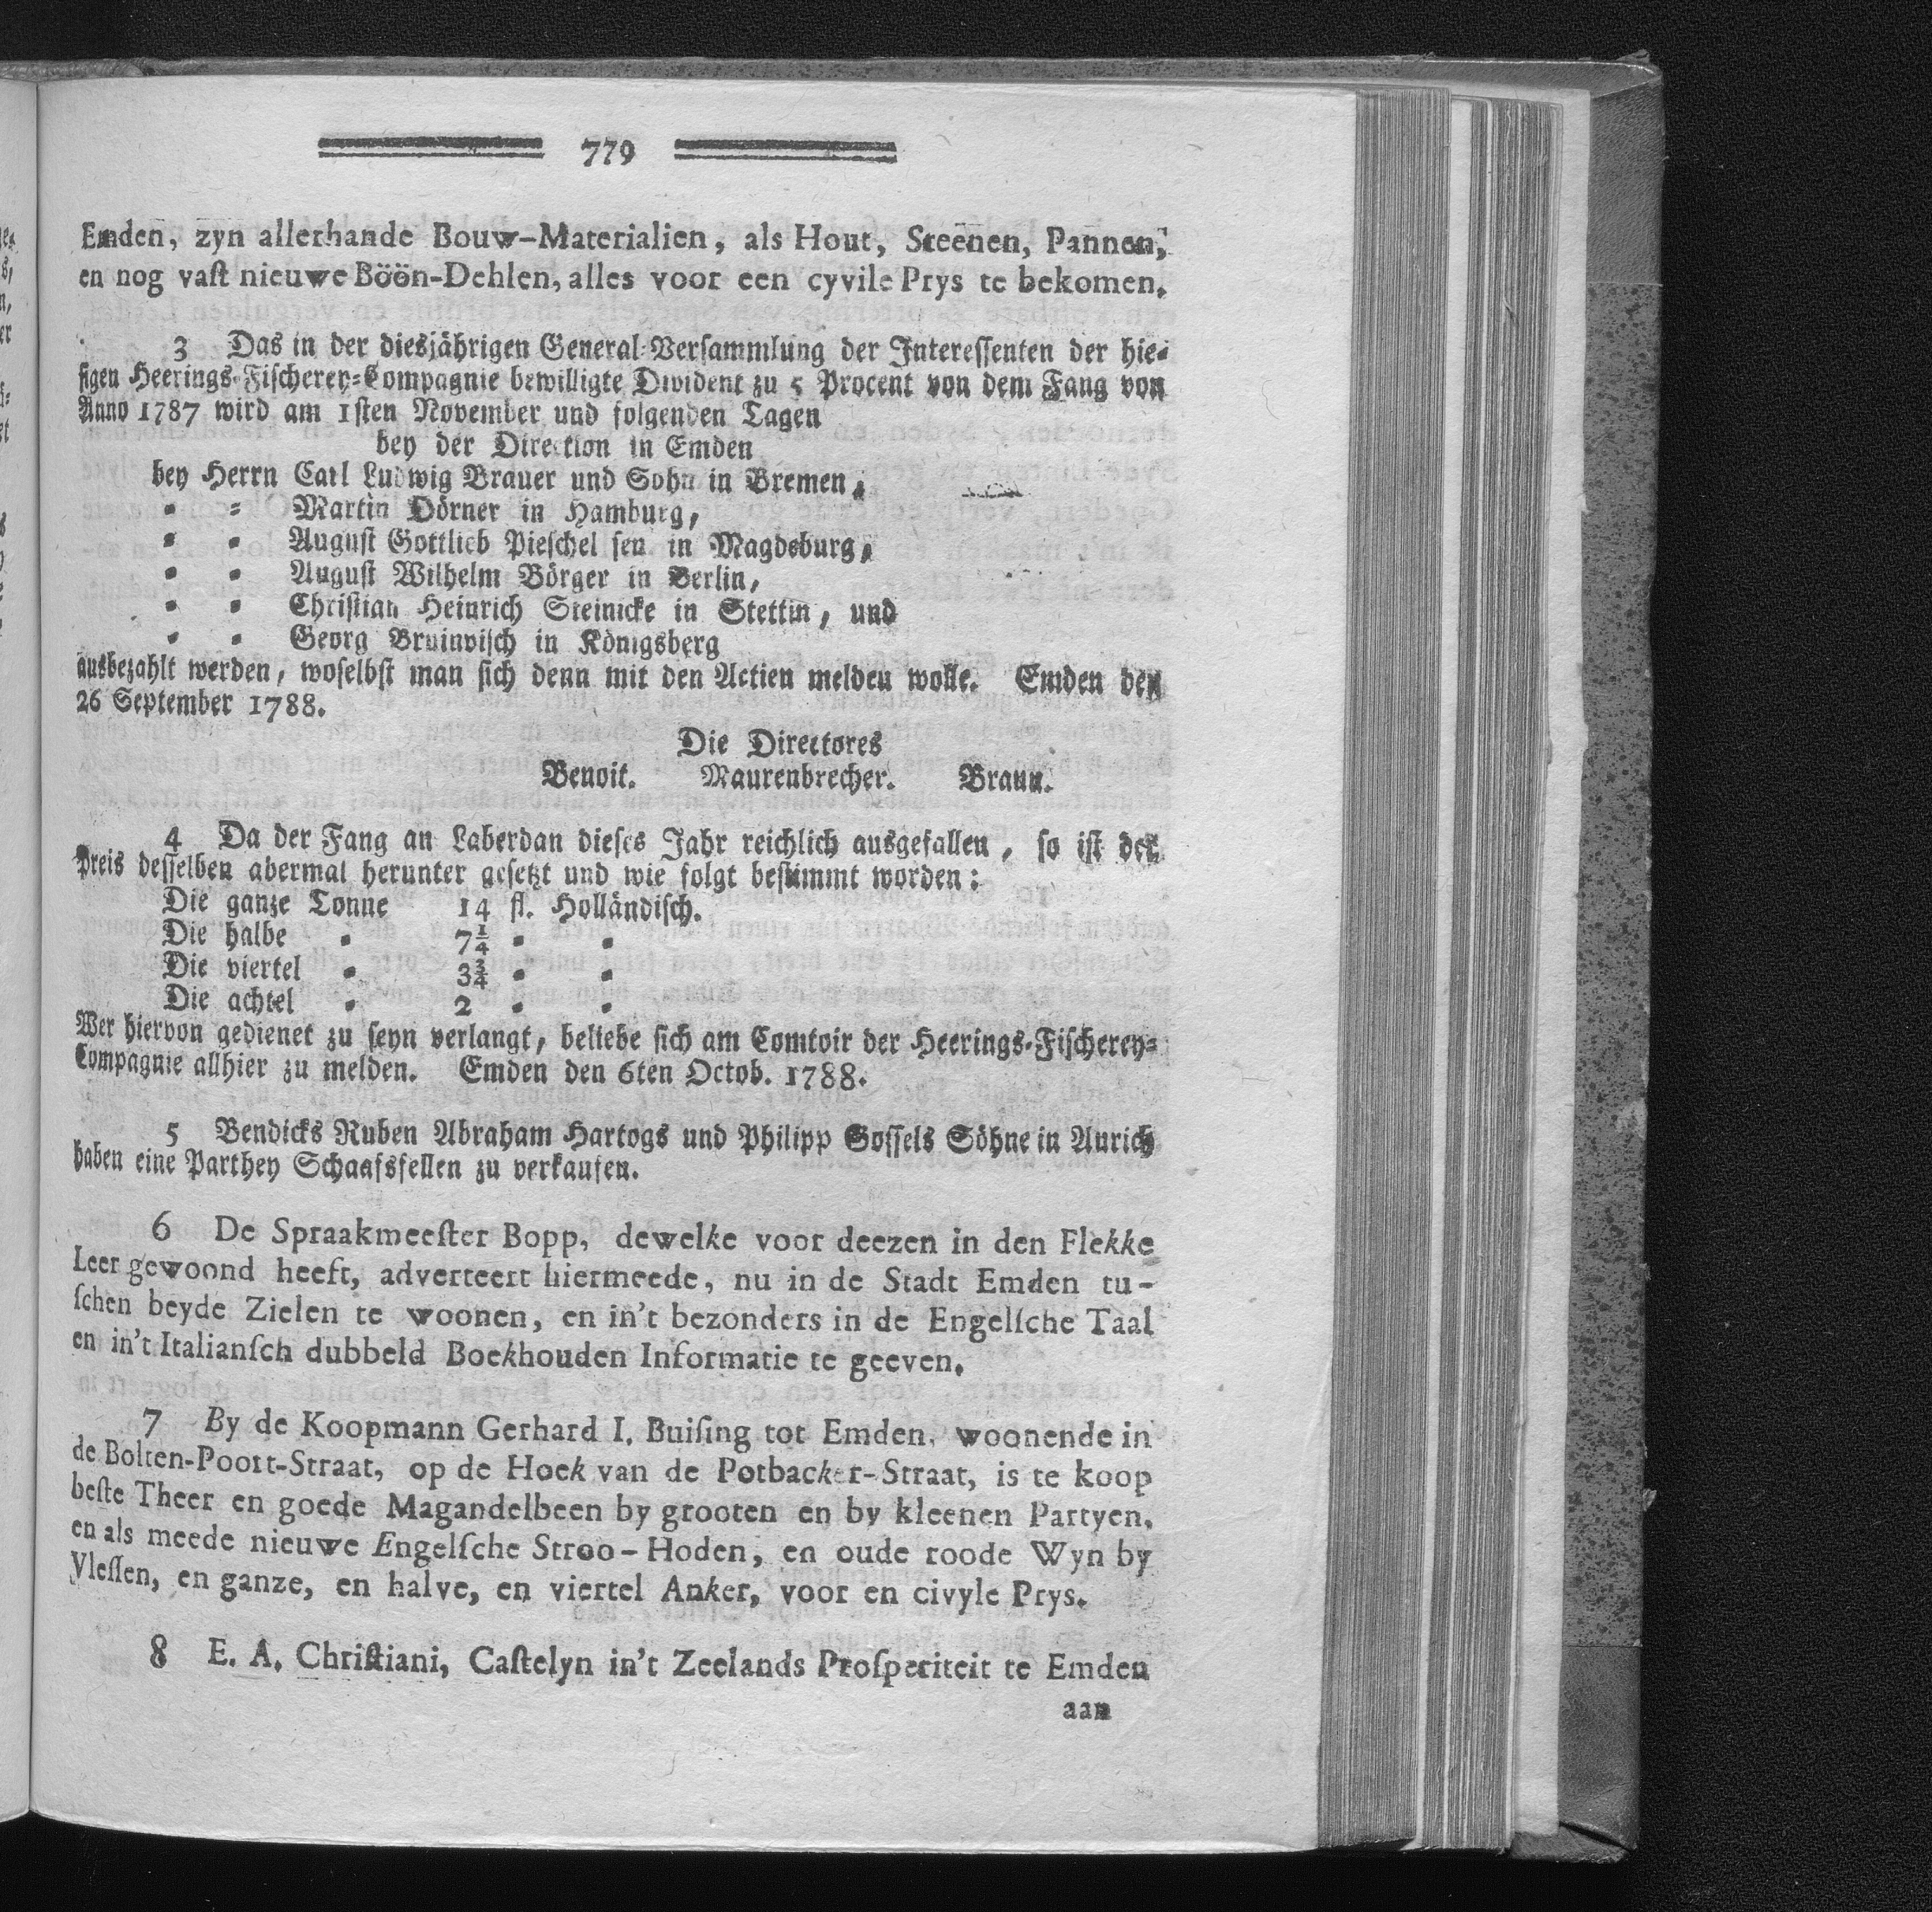 779
Emden, zyn allerhande Bouw-Materialien, als Hout, Steenen, Pannen,
en nog vaſt nieuwe Böön-Dehlen, alles voor een cyvile Prys te bekomen.
3 Das in der diesjährigen General-Verſammlung der Intereſſenten der hie-
ſigen Heerings-Fiſcherey-Compagnie bewilligte Divident zu 5 Procent von dem Fang von
Anno 1787 wird am 1ſten November und folgenden Tagen
bey der Direction in Emden
bey Herrn Carl Ludwig Brauer und Sohn in Bremen,
= = Martin Dörner in Hamburg,
= = Auguſt Gottlieb Pieſchel ſen. in Magdeburg,
= = Auguſt Wilhelm Börger in Berlin,
= = Chriſtian Heinrich Steinicke in Stettin, und
= = Georg Bruinviſch in Königsberg
ausbezahlt werden, woſelbſt man ſich denn mit den Actien melden wolle. Emden den
26 September 1788.
Die Directores
Benoit. Maurenbrecher. Braun.
4 Da der Fang an Laberdan dieſes Jahr reichlich ausgefallen, ſo iſt der
Preis deſſelben abermal herunter geſetzt und wie folgt beſtimmt worden:
Die ganze Tonne 14 fl. Holländiſch.
Die halbe = 7 1/4 = =
Die viertel = 3 3/4 = =
Die achtel = 2 = =
Wer hiervon gedienet zu ſeyn verlangt, beliebe ſich am Comtoir der Heerings-Fiſcherey-
Compagnie allhier zu melden. Emden den 6ten Octob. 1788.
5 Bendicks Ruben Abraham Hartogs und Philipp Goſſels Söhne in Aurich
haben eine Parthey Schaafsfellen zu verkaufen.
6 De Spraakmeeſter Bopp, dewelke voor deezen in den Flekke
Leer gewoond heeft, adverteert hiermeede, nu in de Stadt Emden tu-
ſchen beyde Zielen te woonen, en in't bezonders in de Engelſche Taal
en in't Italianſch dubbeld Boekhouden Informatie te geeven.
7 By de Koopmann Gerhard I. Buiſing tot Emden, woonende in
de Bolten-Poort-Straat, op de Hoek van de Potbacker-Straat, is te koop
beſte Theer en goede Magandelbeen by grooten en by kleenen Partyen,
en als meede nieuwe Engelſche Stroo-Hoden, en oude roode Wyn by
Vleſſen, en ganze, en halve, en viertel Anker, voor en civyle Prys.
8 E. A. Chriſtiani, Caſtelyn in't Zeelands Proſperiteit te Emden
aan